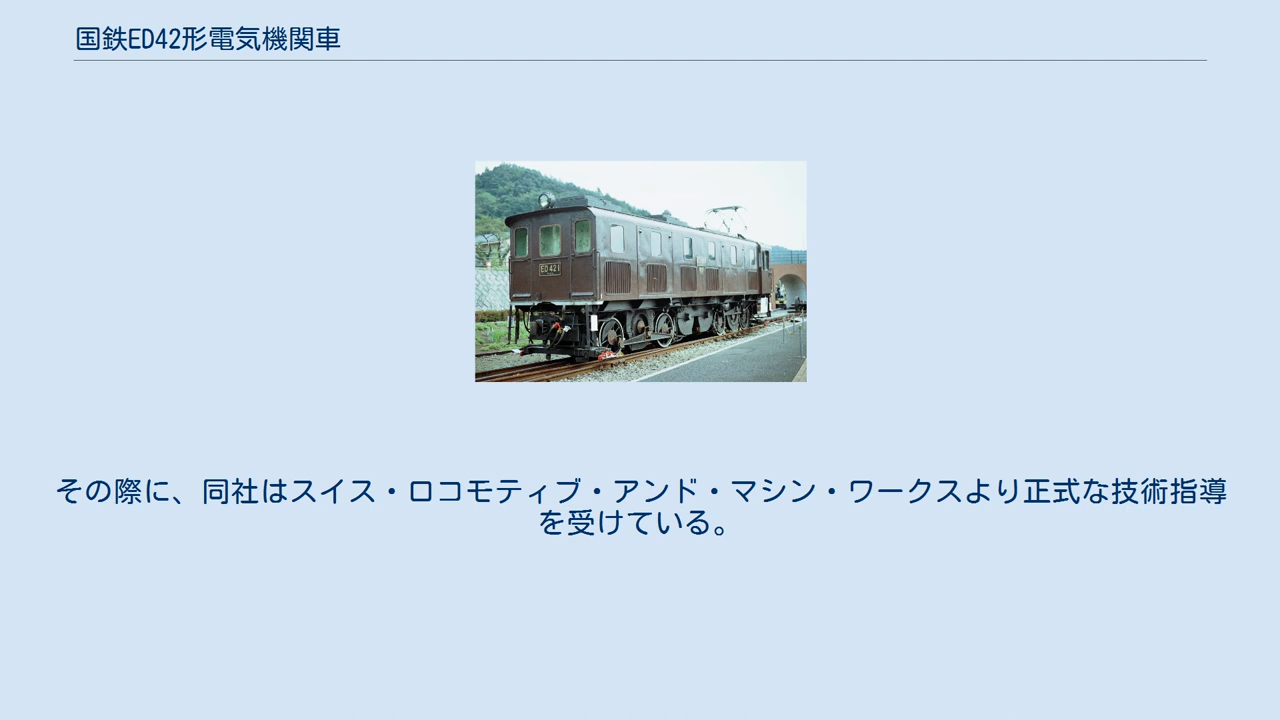 国鉄ED42形電気機関車
ED421
その際に、同社はスイス・ロコモティブ・アンド・マシン・ワークスより正式な技術指導
を受けている。